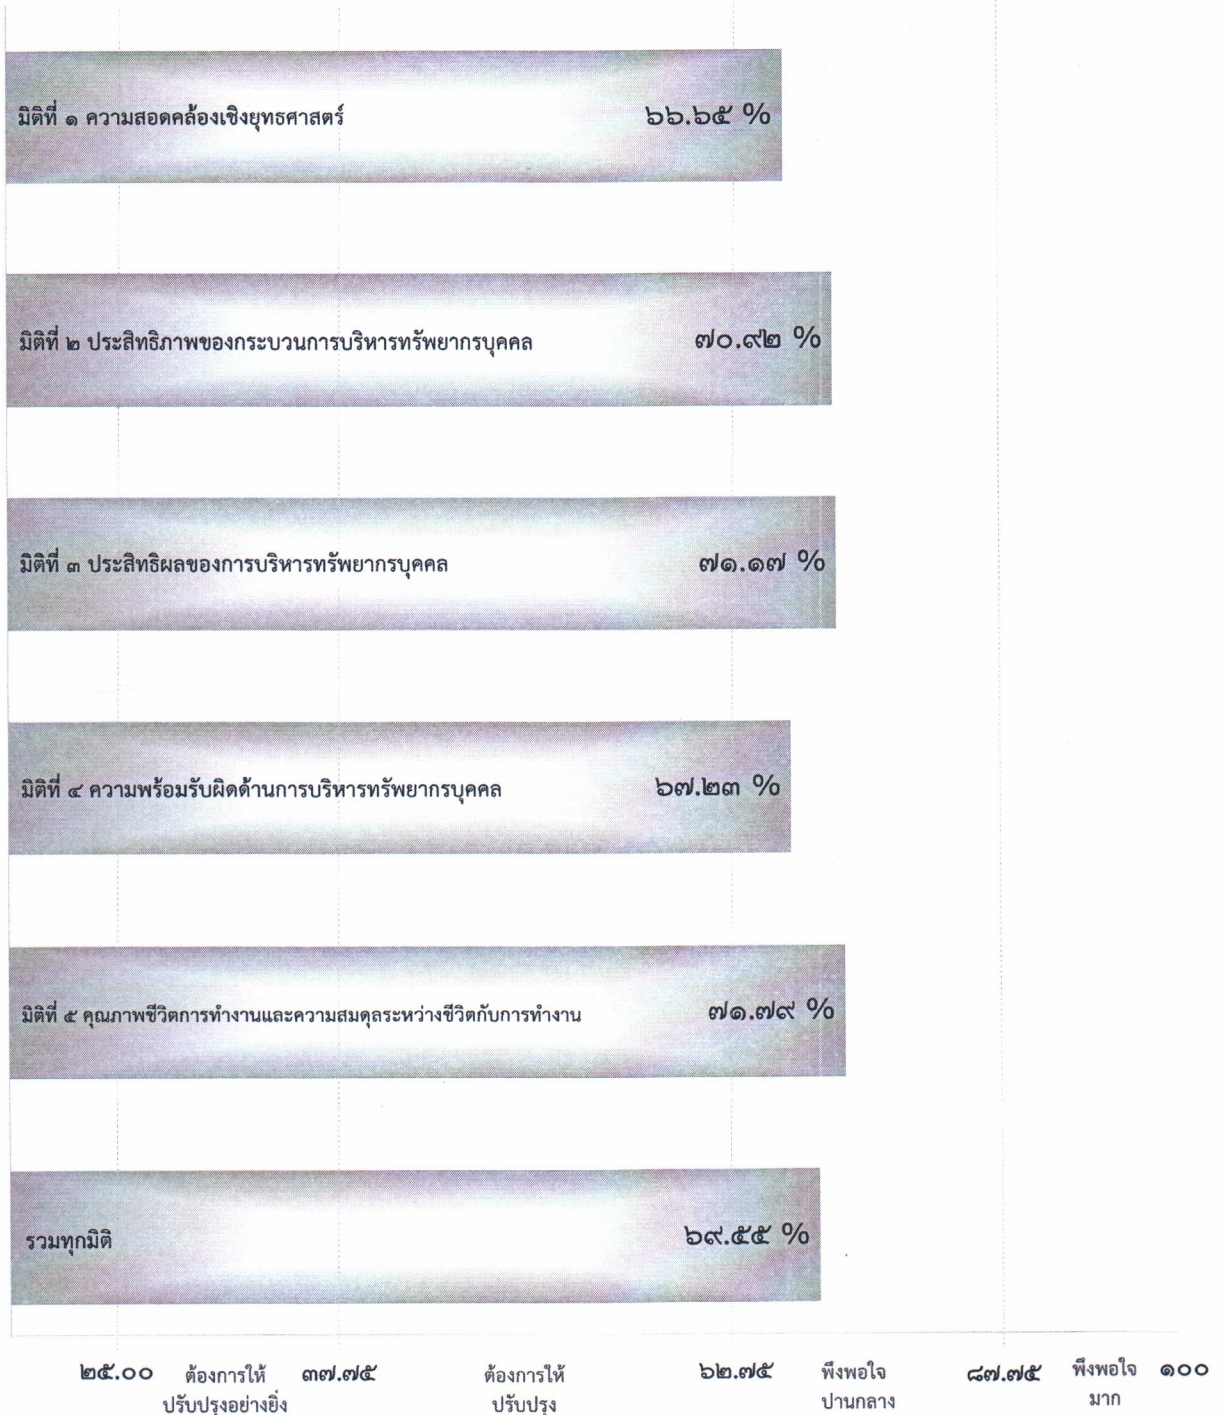 มิติที่ ๑ ความสอดคล้องเชิงยุทธศาสตร์ ๖๖.๖๕ %
มิติที่ ๒ ประสิทธิภาพของกระบวนการบริหารทรัพยากรบุคคล ๗๐.๙๒ %
มิติที่ ๓ ประสิทธิผลของการบริหารทรัพยากรบุคคล ๗๑.๑๗ %
มิติที่ ๔ ความพร้อมรับผิดด้านการบริหารทรัพยากรบุคคล ๖๗.๒๓ %
มิติที่ ๕ คุณภาพชีวิตการทำงานและความสมดุลระหว่างชีวิตกับการทำงาน ๗๑.๗๙ %
รวมทุกมิติ ๖๙.๕๕ %
๒๕.๐๐ ต้องการให้ ๓๗.๗๕ ต้องการให้ ๖๒.๗๕ พึงพอใจ ๘๗.๗๕ พึงพอใจ ๑๐๐
ปรับปรุงอย่างยิ่ง ปรับปรุง ปานกลาง มาก